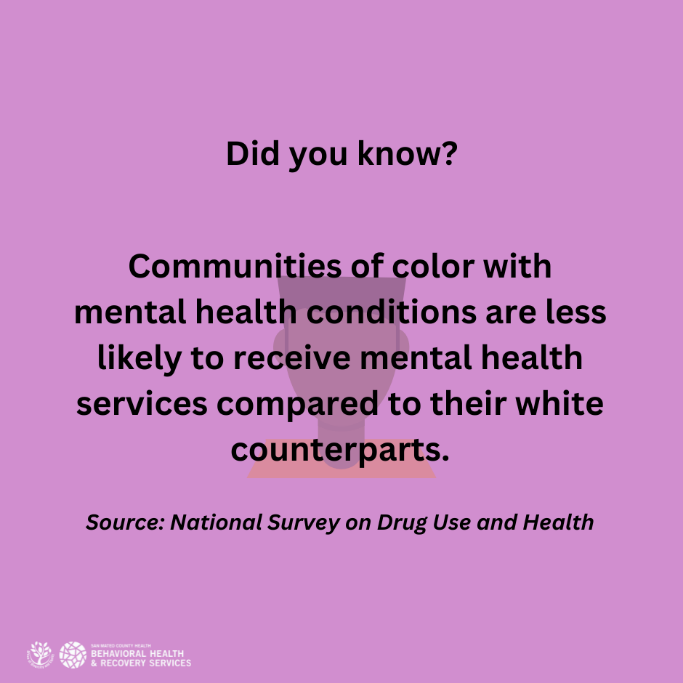 Did you know?
Communities of color with
mental health conditions are less
likely to receive mental health
services compared to their white
counterparts.
Source: National Survey on Drug Use and Health
SAN MATEO COUNTY HEALTH
BEHAVIORAL HEALTH
& RECOVERY SERVICES